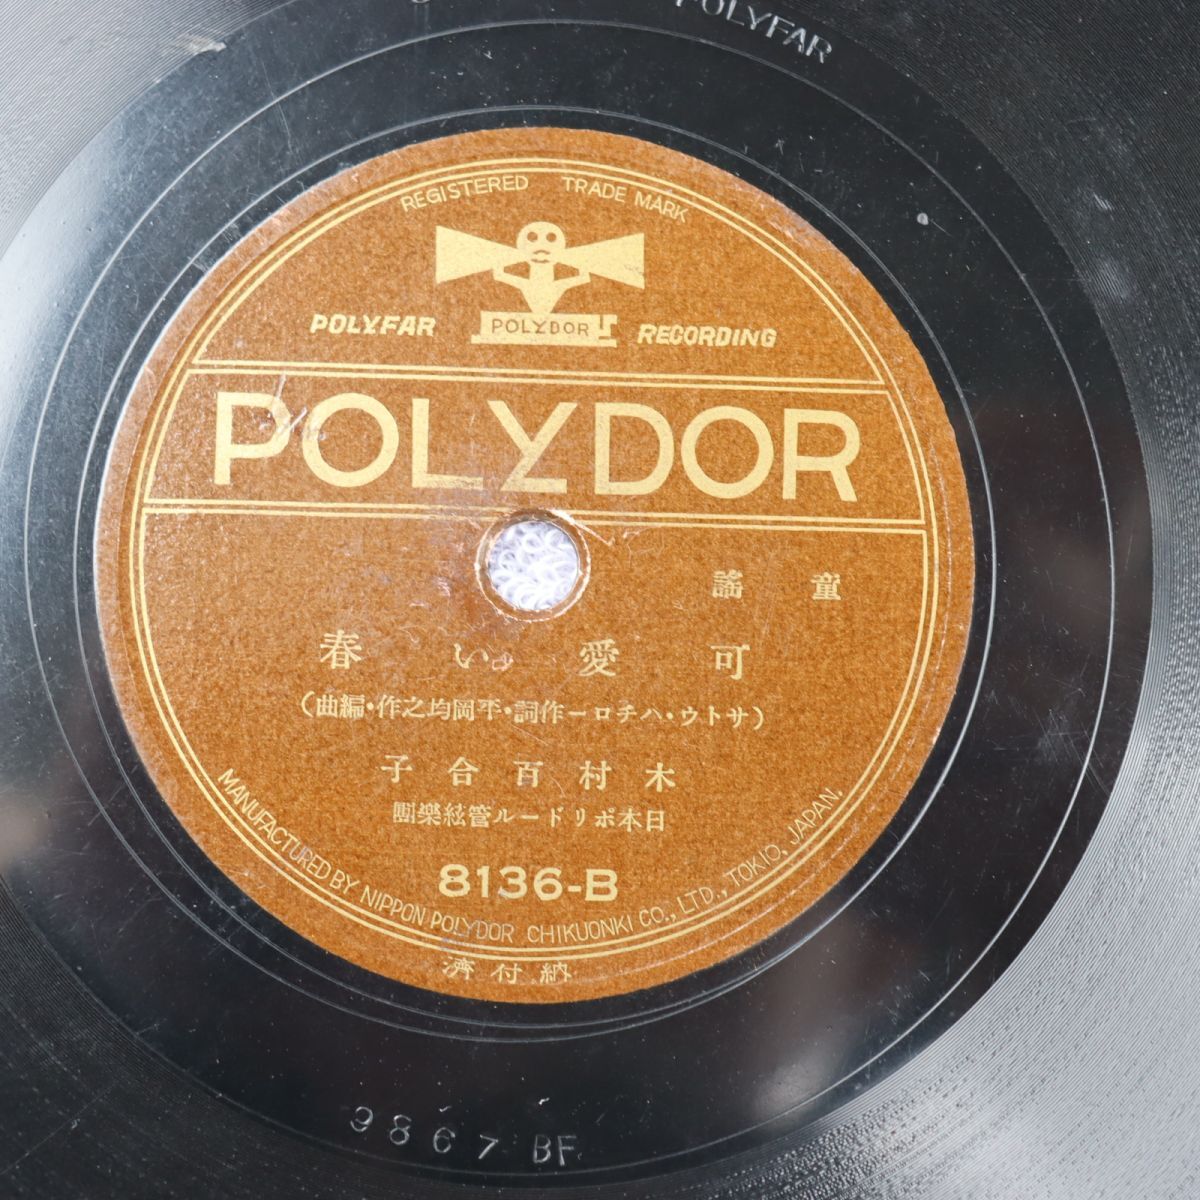 POLYFAR
REGISTERED TRADE MARK
POLYDOR
POLYFAR RECORDING
POLYDOR
童謠
可愛い春
(サトウ・ハチロー作詞・平岡均之作・編曲)
木村百合子
日本ポリドール管絃樂團
8136-B
MANUFACTURED BY NIPPON POLYDOR CHIKUONKI CO., LTD., TOKIO, JAPAN.
納付濟
9867 BF